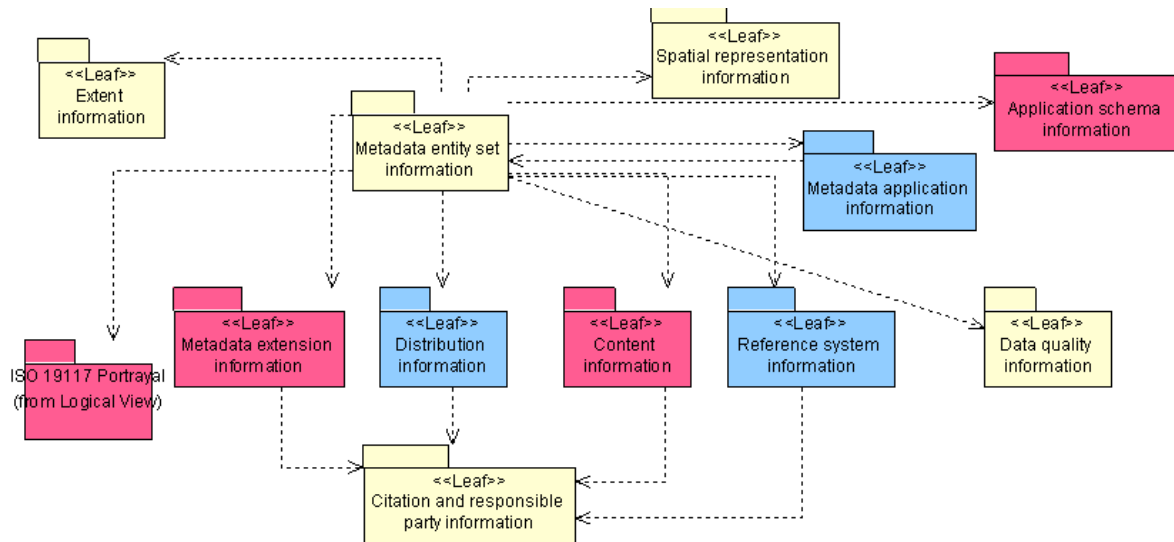 <<Leaf>>
Extent
information
<<Leaf>>
Spatial representation
information
<<Leaf>>
Application schema
information
<<Leaf>>
Metadata entity set
information
<<Leaf>>
Metadata application
information
<<Leaf>>
Metadata extension
information
<<Leaf>>
Distribution
information
<<Leaf>>
Content
information
<<Leaf>>
Reference system
information
<<Leaf>>
Data quality
information
ISO 19117 Portrayal
(from Logical View)
<<Leaf>>
Citation and responsible
party information